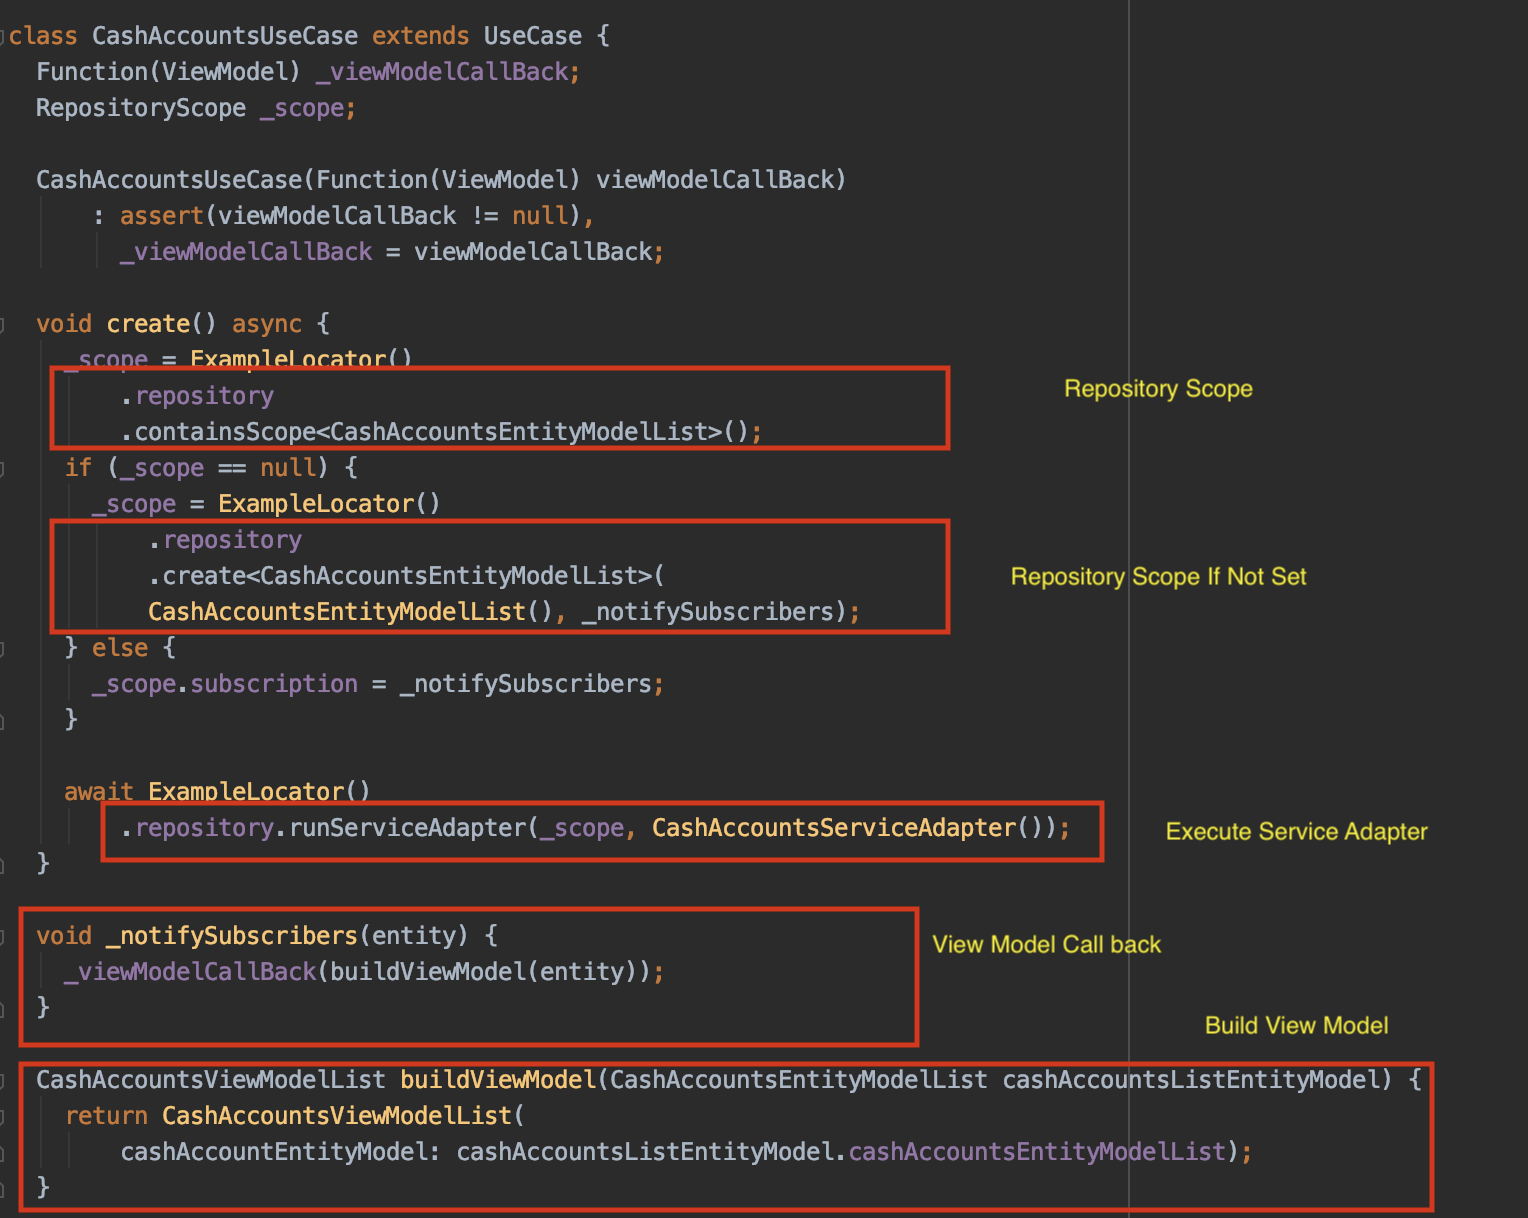 class CashAccountsUseCase extends UseCase {
Function(ViewModel) _viewModelCallBack;
RepositoryScope _scope;
CashAccountsUseCase(Function(ViewModel) viewModelCallBack)
: assert(viewModelCallBack != null),
_viewModelCallBack = viewModelCallBack;
void create() async {
_scope = ExampleLocator()
.repository
Repository Scope
.containsScope<CashAccountsEntityModelList>();
if (_scope == null) {
_scope = ExampleLocator()
.repository
.create<CashAccountsEntityModelList>(
Repository Scope If Not Set
CashAccountsEntityModelList(), _notifySubscribers);
} else {
_scope.subscription = _notifySubscribers;
}
await ExampleLocator()
.repository.runServiceAdapter(_scope, CashAccountsServiceAdapter());
Execute Service Adapter
}
void _notifySubscribers(entity) {
View Model Call back
_viewModelCallBack(buildViewModel(entity));
}
Build View Model
CashAccountsViewModelList buildViewModel(CashAccountsEntityModelList cashAccountsListEntityModel) {
return CashAccountsViewModelList(
cashAccountEntityModel: cashAccountsListEntityModel.cashAccountsEntityModelList);
}